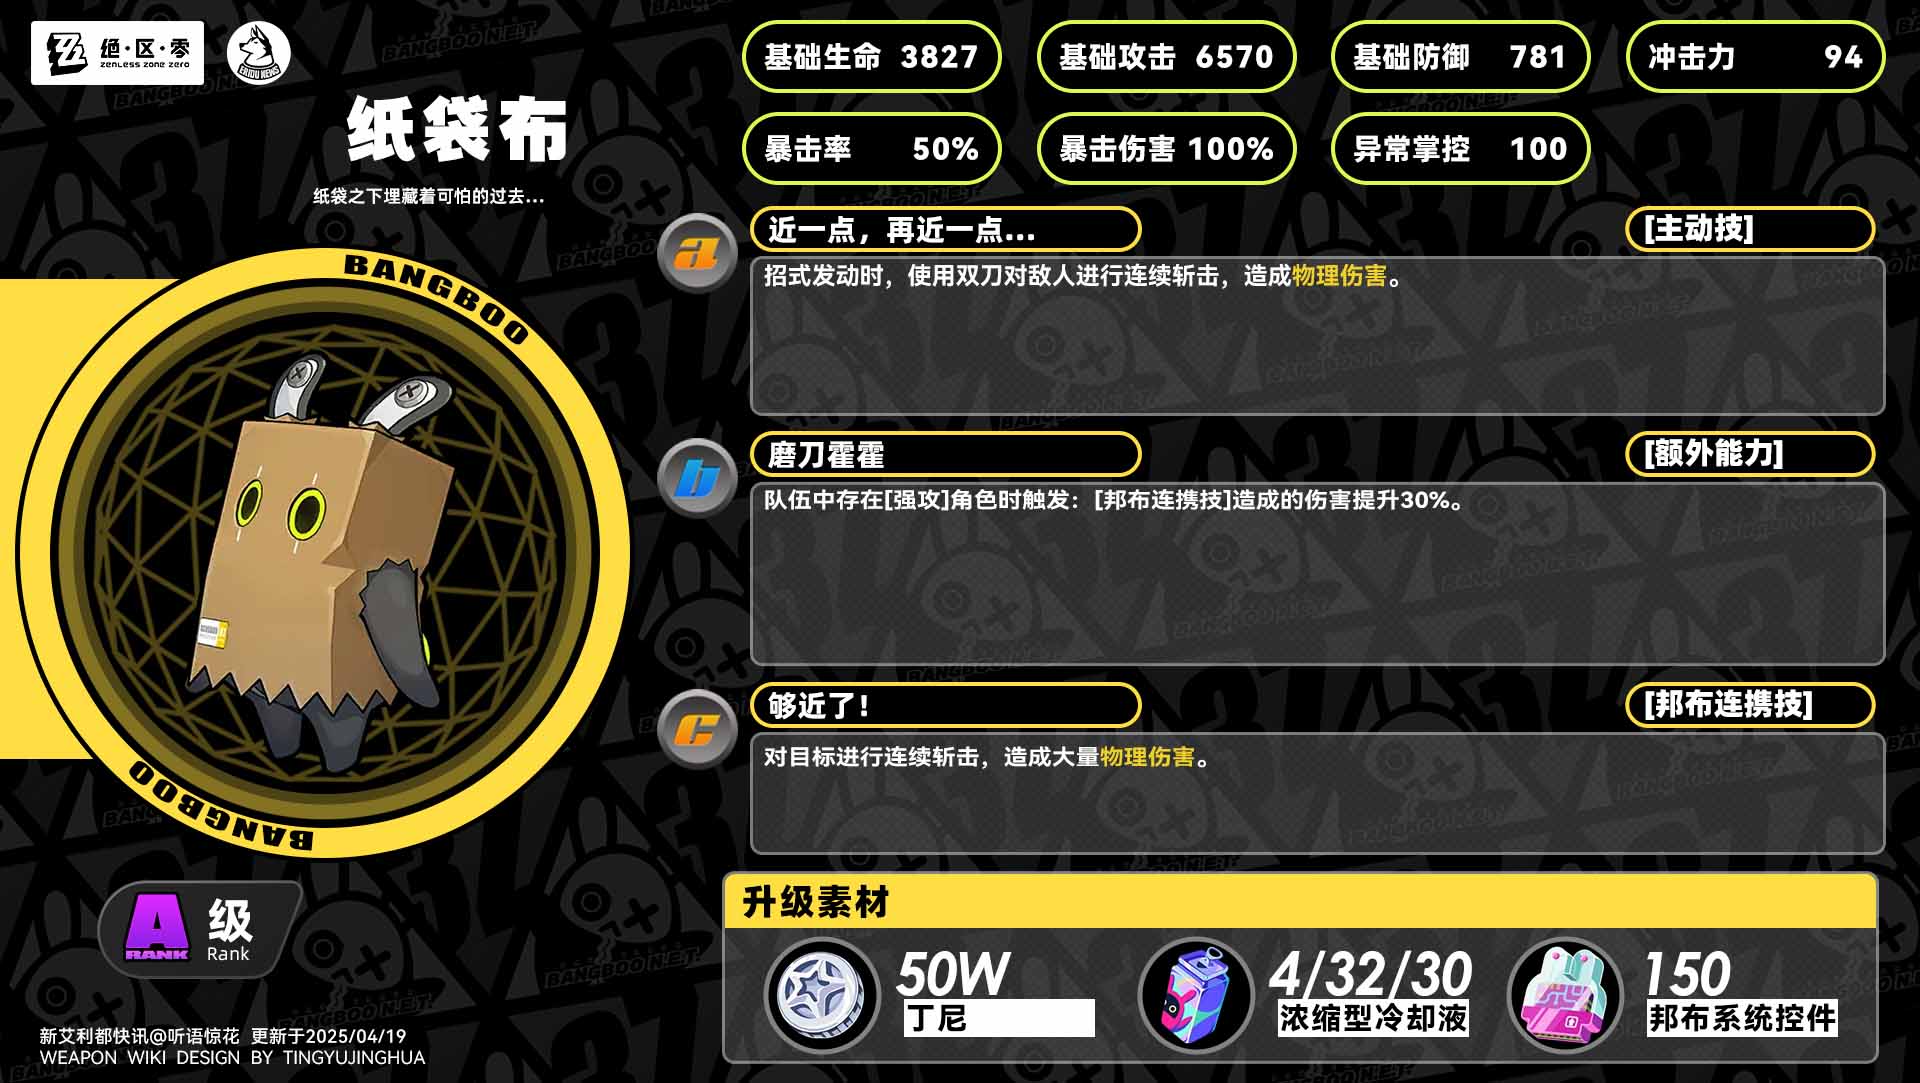 绝·区·零
ZENLESS ZONE ZERO
ERIDU NEWS
纸袋布
纸袋之下埋藏着可怕的过去...
BANGBOO
BANGBOO
A
RANK
级
Rank
新艾利都快讯@听语惊花 更新于2025/04/19
WEAPON WIKI DESIGN BY TINGYUJINGHUA
基础生命 3827
基础攻击 6570
基础防御 781
冲击力 94
暴击率 50%
暴击伤害 100%
异常掌控 100
a
近一点，再近一点...
[主动技]
招式发动时，使用双刀对敌人进行连续斩击，造成物理伤害。
b
磨刀霍霍
[额外能力]
队伍中存在[强攻]角色时触发：[邦布连携技]造成的伤害提升30%。
c
够近了！
[邦布连携技]
对目标进行连续斩击，造成大量物理伤害。
升级素材
50W
丁尼
4/32/30
浓缩型冷却液
150
邦布系统控件
BANGBOO N.E.T